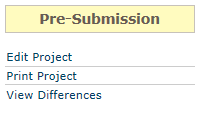 Pre-Submission
Edit Project
Print Project
View Differences